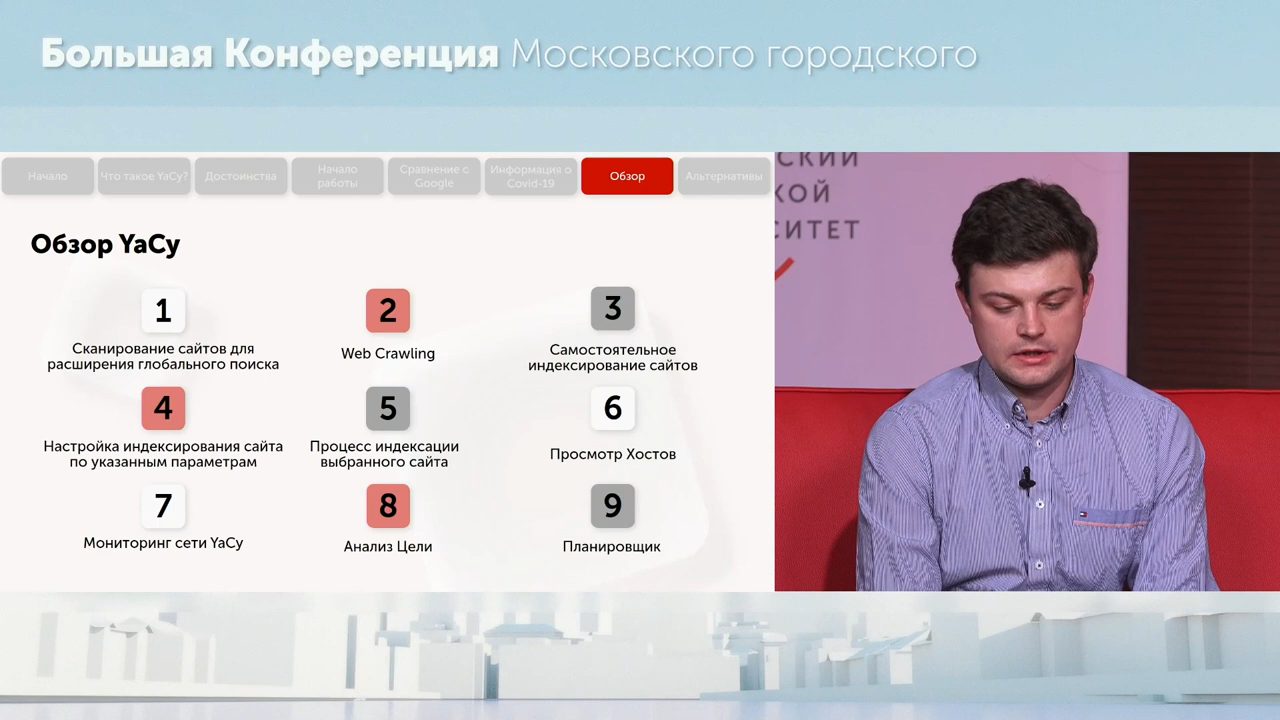 Большая Конференция Московского городского
Начало
Что такое YaCy?
Достоинства
Начало
работы
Сравнение с
Google
Информация о
Covid-19
Обзор
Альтернативы
Обзор YaCy
1
Сканирование сайтов для
расширения глобального поиска
2
Web Crawling
3
Самостоятельное
индексирование сайтов
4
Настройка индексирования сайта
по указанным параметрам
5
Процесс индексации
выбранного сайта
6
Просмотр Хостов
7
Мониторинг сети YaCy
8
Анализ Цели
9
Планировщик
СКИЙ
КОЙ
СИТЕТ